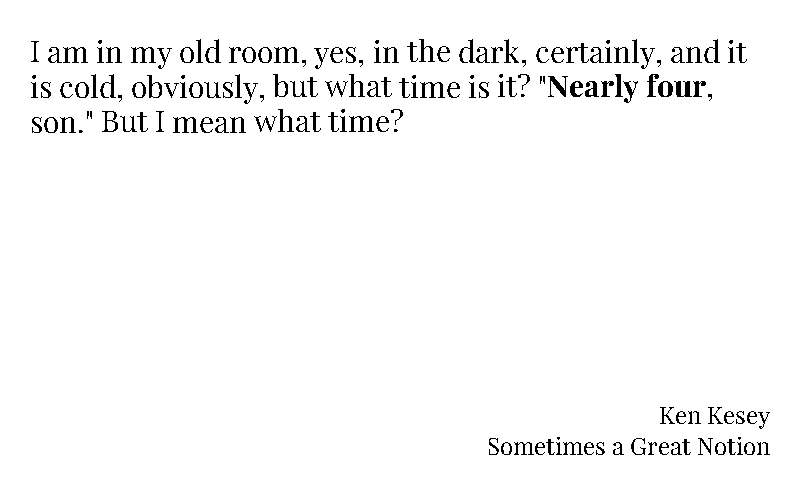 I am in my old room, yes, in the dark, certainly, and it
is cold, obviously, but what time is it? "Nearly four,
son." But I mean what time?
Ken Kesey
Sometimes a Great Notion